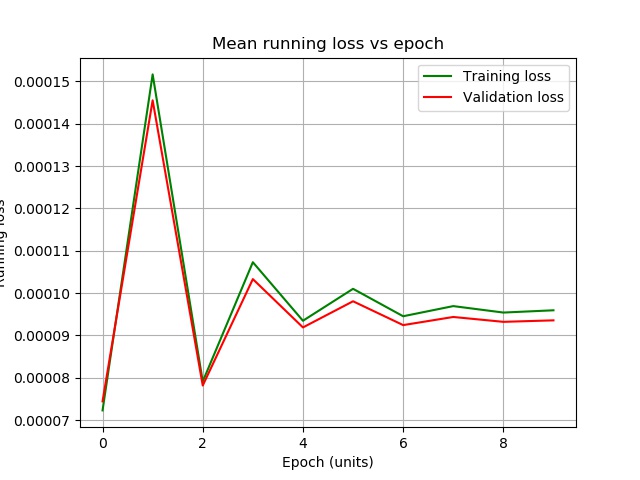 Mean running loss vs epoch
Training loss
Validation loss
0.00015
0.00014
0.00013
0.00012
0.00011
0.00010
0.00009
0.00008
0.00007
Running loss
0 2 4 6 8
Epoch (units)